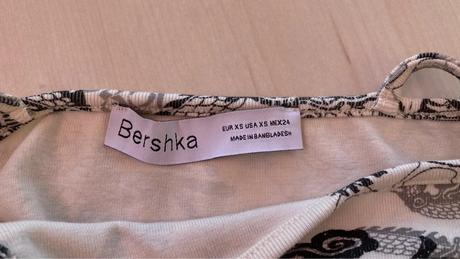 Bershka
EUR XS USA XS MEX24
MADE IN BANGLADESH